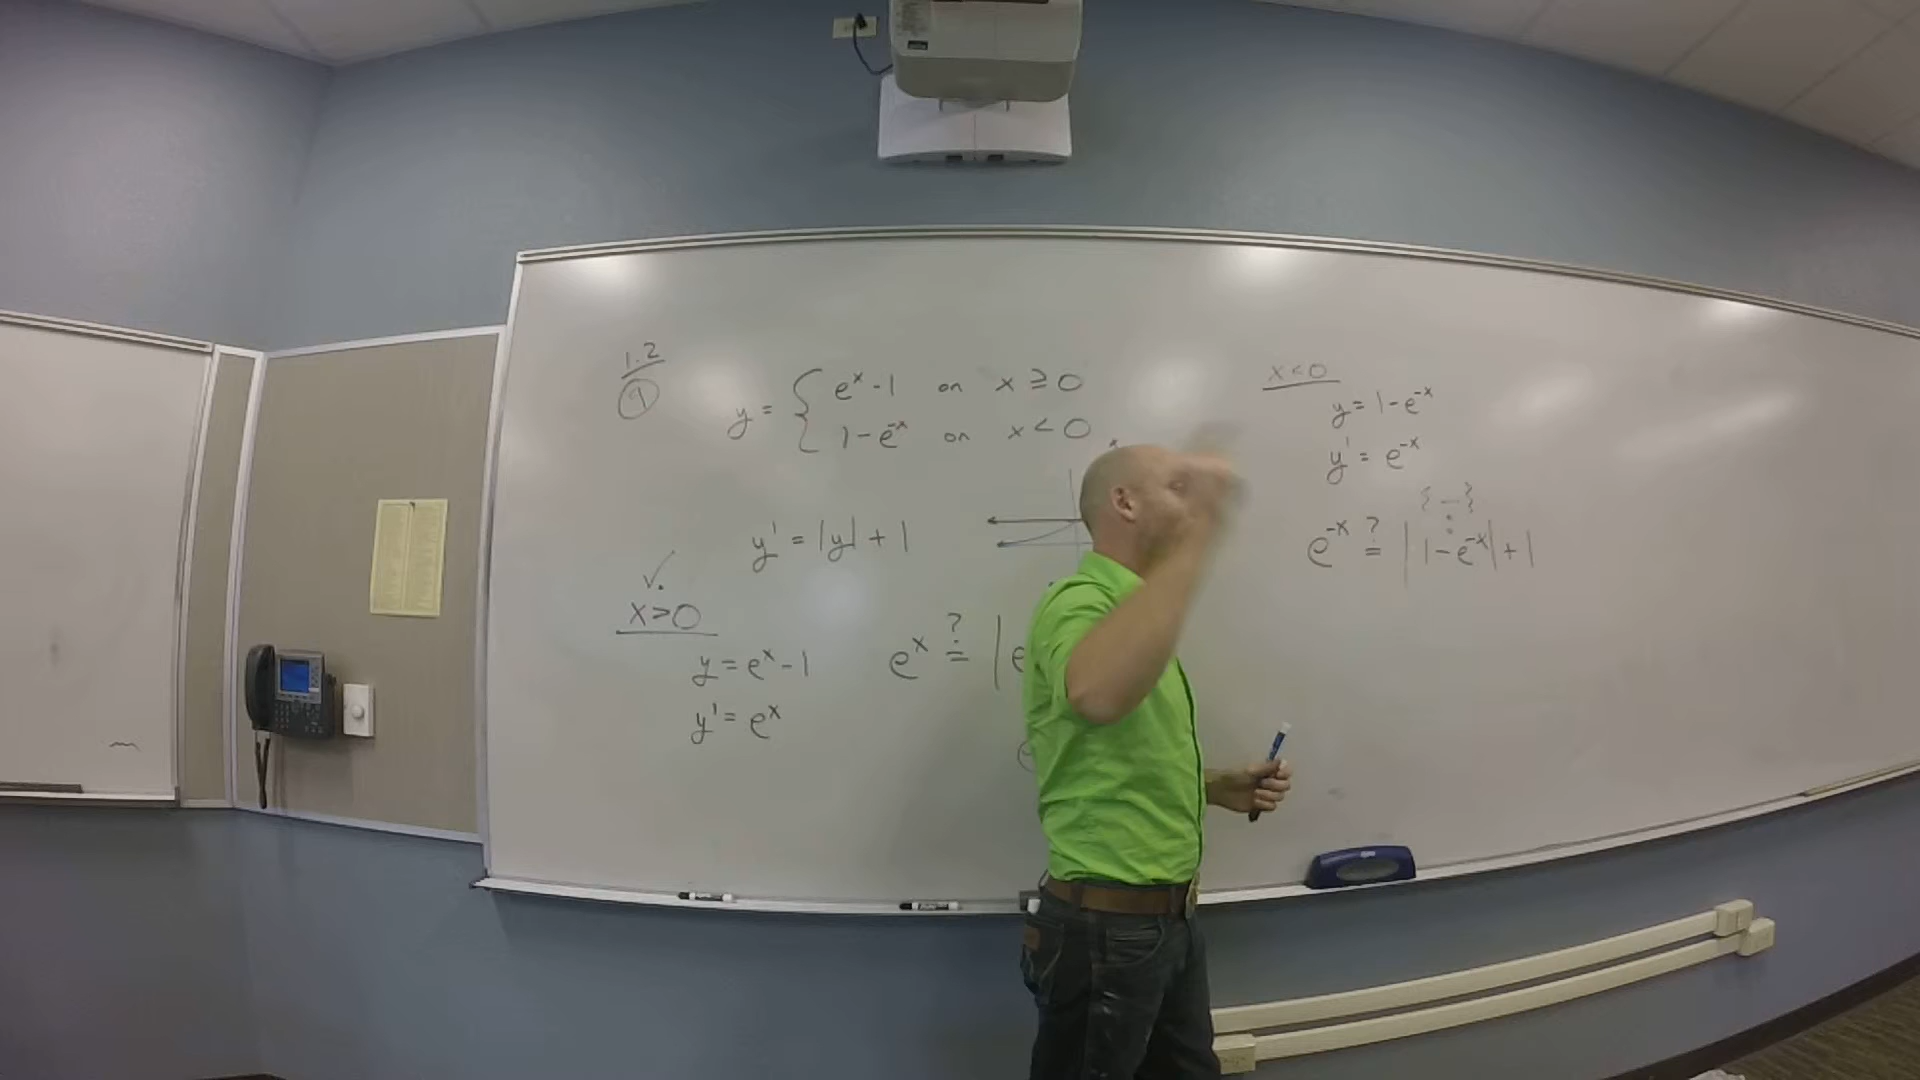 1.2
9
y = { e^x - 1 on x ≥ 0
1 - e^-x on x < 0
y' = |y| + 1
✓.
x > 0
y = e^x - 1
y' = e^x
e^x ?= | e
x < 0
y = 1 - e^-x
y' = e^-x
{ - }
e^-x ?= | 1 - e^-x | + 1